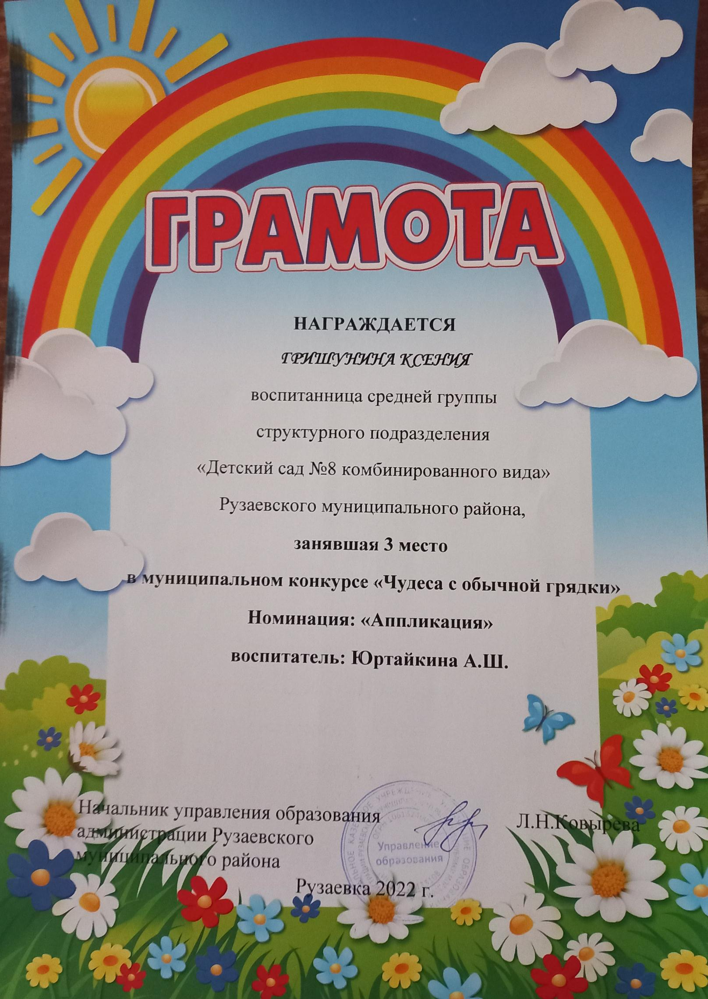 ГРАМОТА
НАГРАЖДАЕТСЯ
ГРИШУНИНА КСЕНИЯ
воспитанница средней группы
структурного подразделения
«Детский сад №8 комбинированного вида»
Рузаевского муниципального района,
занявшая 3 место
в муниципальном конкурсе «Чудеса с обычной грядки»
Номинация: «Аппликация»
воспитатель: Юртайкина А.Ш.
Начальник управления образования
администрации Рузаевского
муниципального района
Л.Н.Ковырева
Управление
образования
Рузаевка 2022 г.